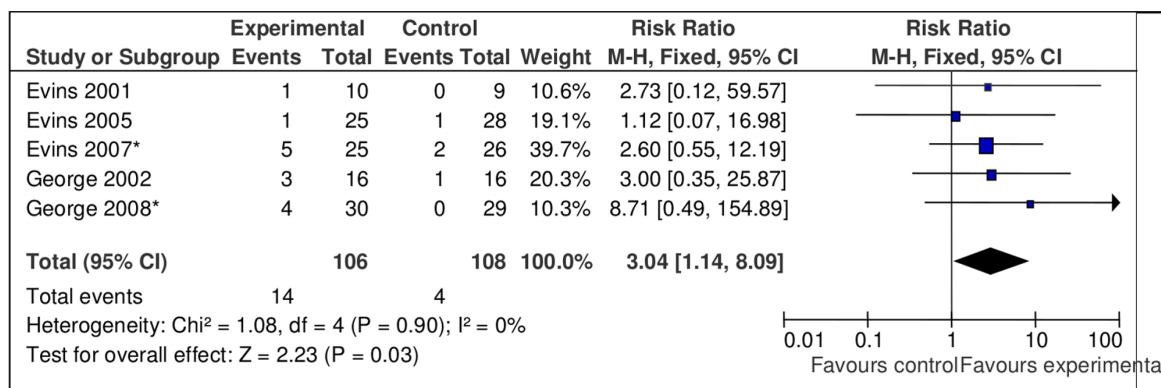 Experimental Control Risk Ratio Risk Ratio
Study or Subgroup Events Total Events Total Weight M-H, Fixed, 95% CI M-H, Fixed, 95% CI
Evins 2001 1 10 0 9 10.6% 2.73 [0.12, 59.57]
Evins 2005 1 25 1 28 19.1% 1.12 [0.07, 16.98]
Evins 2007* 5 25 2 26 39.7% 2.60 [0.55, 12.19]
George 2002 3 16 1 16 20.3% 3.00 [0.35, 25.87]
George 2008* 4 30 0 29 10.3% 8.71 [0.49, 154.89]
Total (95% CI) 106 108 100.0% 3.04 [1.14, 8.09]
Total events 14 4
Heterogeneity: Chi² = 1.08, df = 4 (P = 0.90); I² = 0%
Test for overall effect: Z = 2.23 (P = 0.03)
0.01 0.1 1 10 100
Favours control Favours experimenta